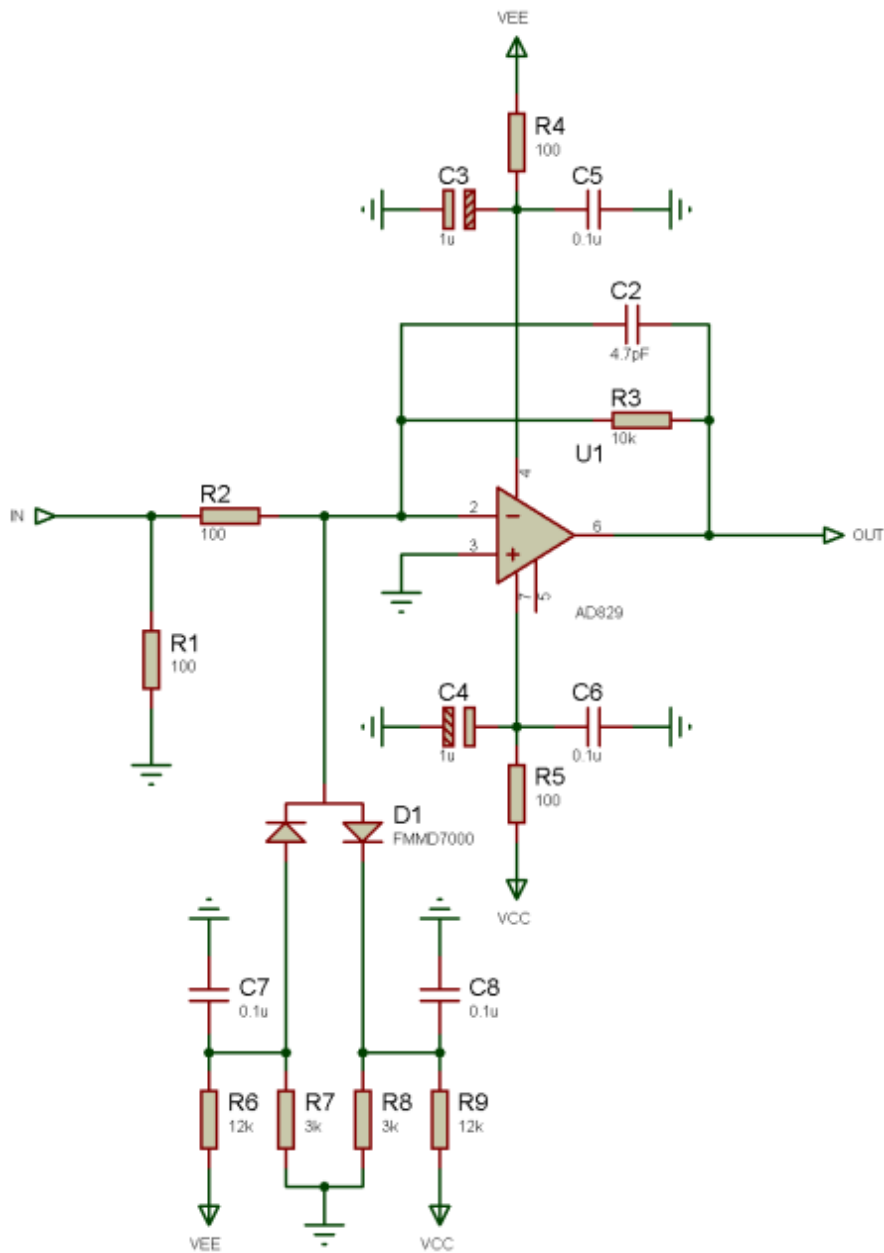 VEE
R4
100
C3
1u
C5
0.1u
C2
4.7pF
R3
10k
U1
4
IN
R2
100
2
3
6
OUT
7
5
AD829
R1
100
C4
1u
C6
0.1u
R5
100
D1
FMMD7000
VCC
C7
0.1u
C8
0.1u
R6
12k
R7
3k
R8
3k
R9
12k
VEE
VCC